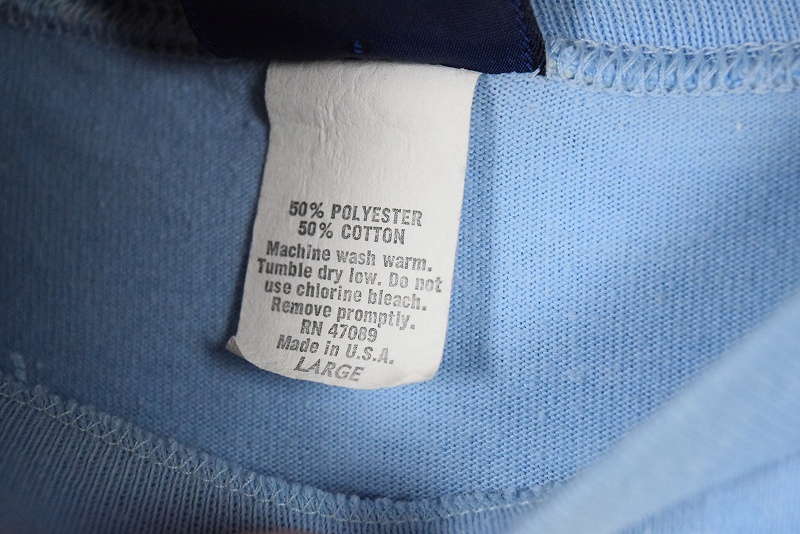 50% POLYESTER
50% COTTON
Machine wash warm.
Tumble dry low. Do not
use chlorine bleach.
Remove promptly.
RN 47089
Made in U.S.A.
LARGE